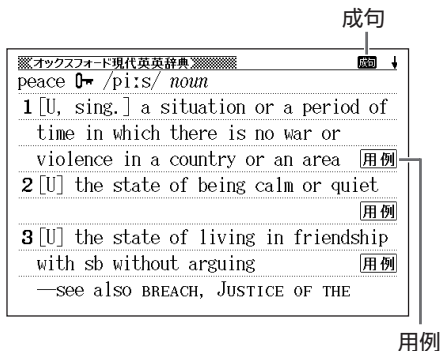 成句
オックスフォード現代英英辞典 成句
peace /piːs/ noun
1 [U, sing.] a situation or a period of
time in which there is no war or
violence in a country or an area 用例
2 [U] the state of being calm or quiet
用例
3 [U] the state of living in friendship
with sb without arguing 用例
—see also BREACH, JUSTICE OF THE
用例